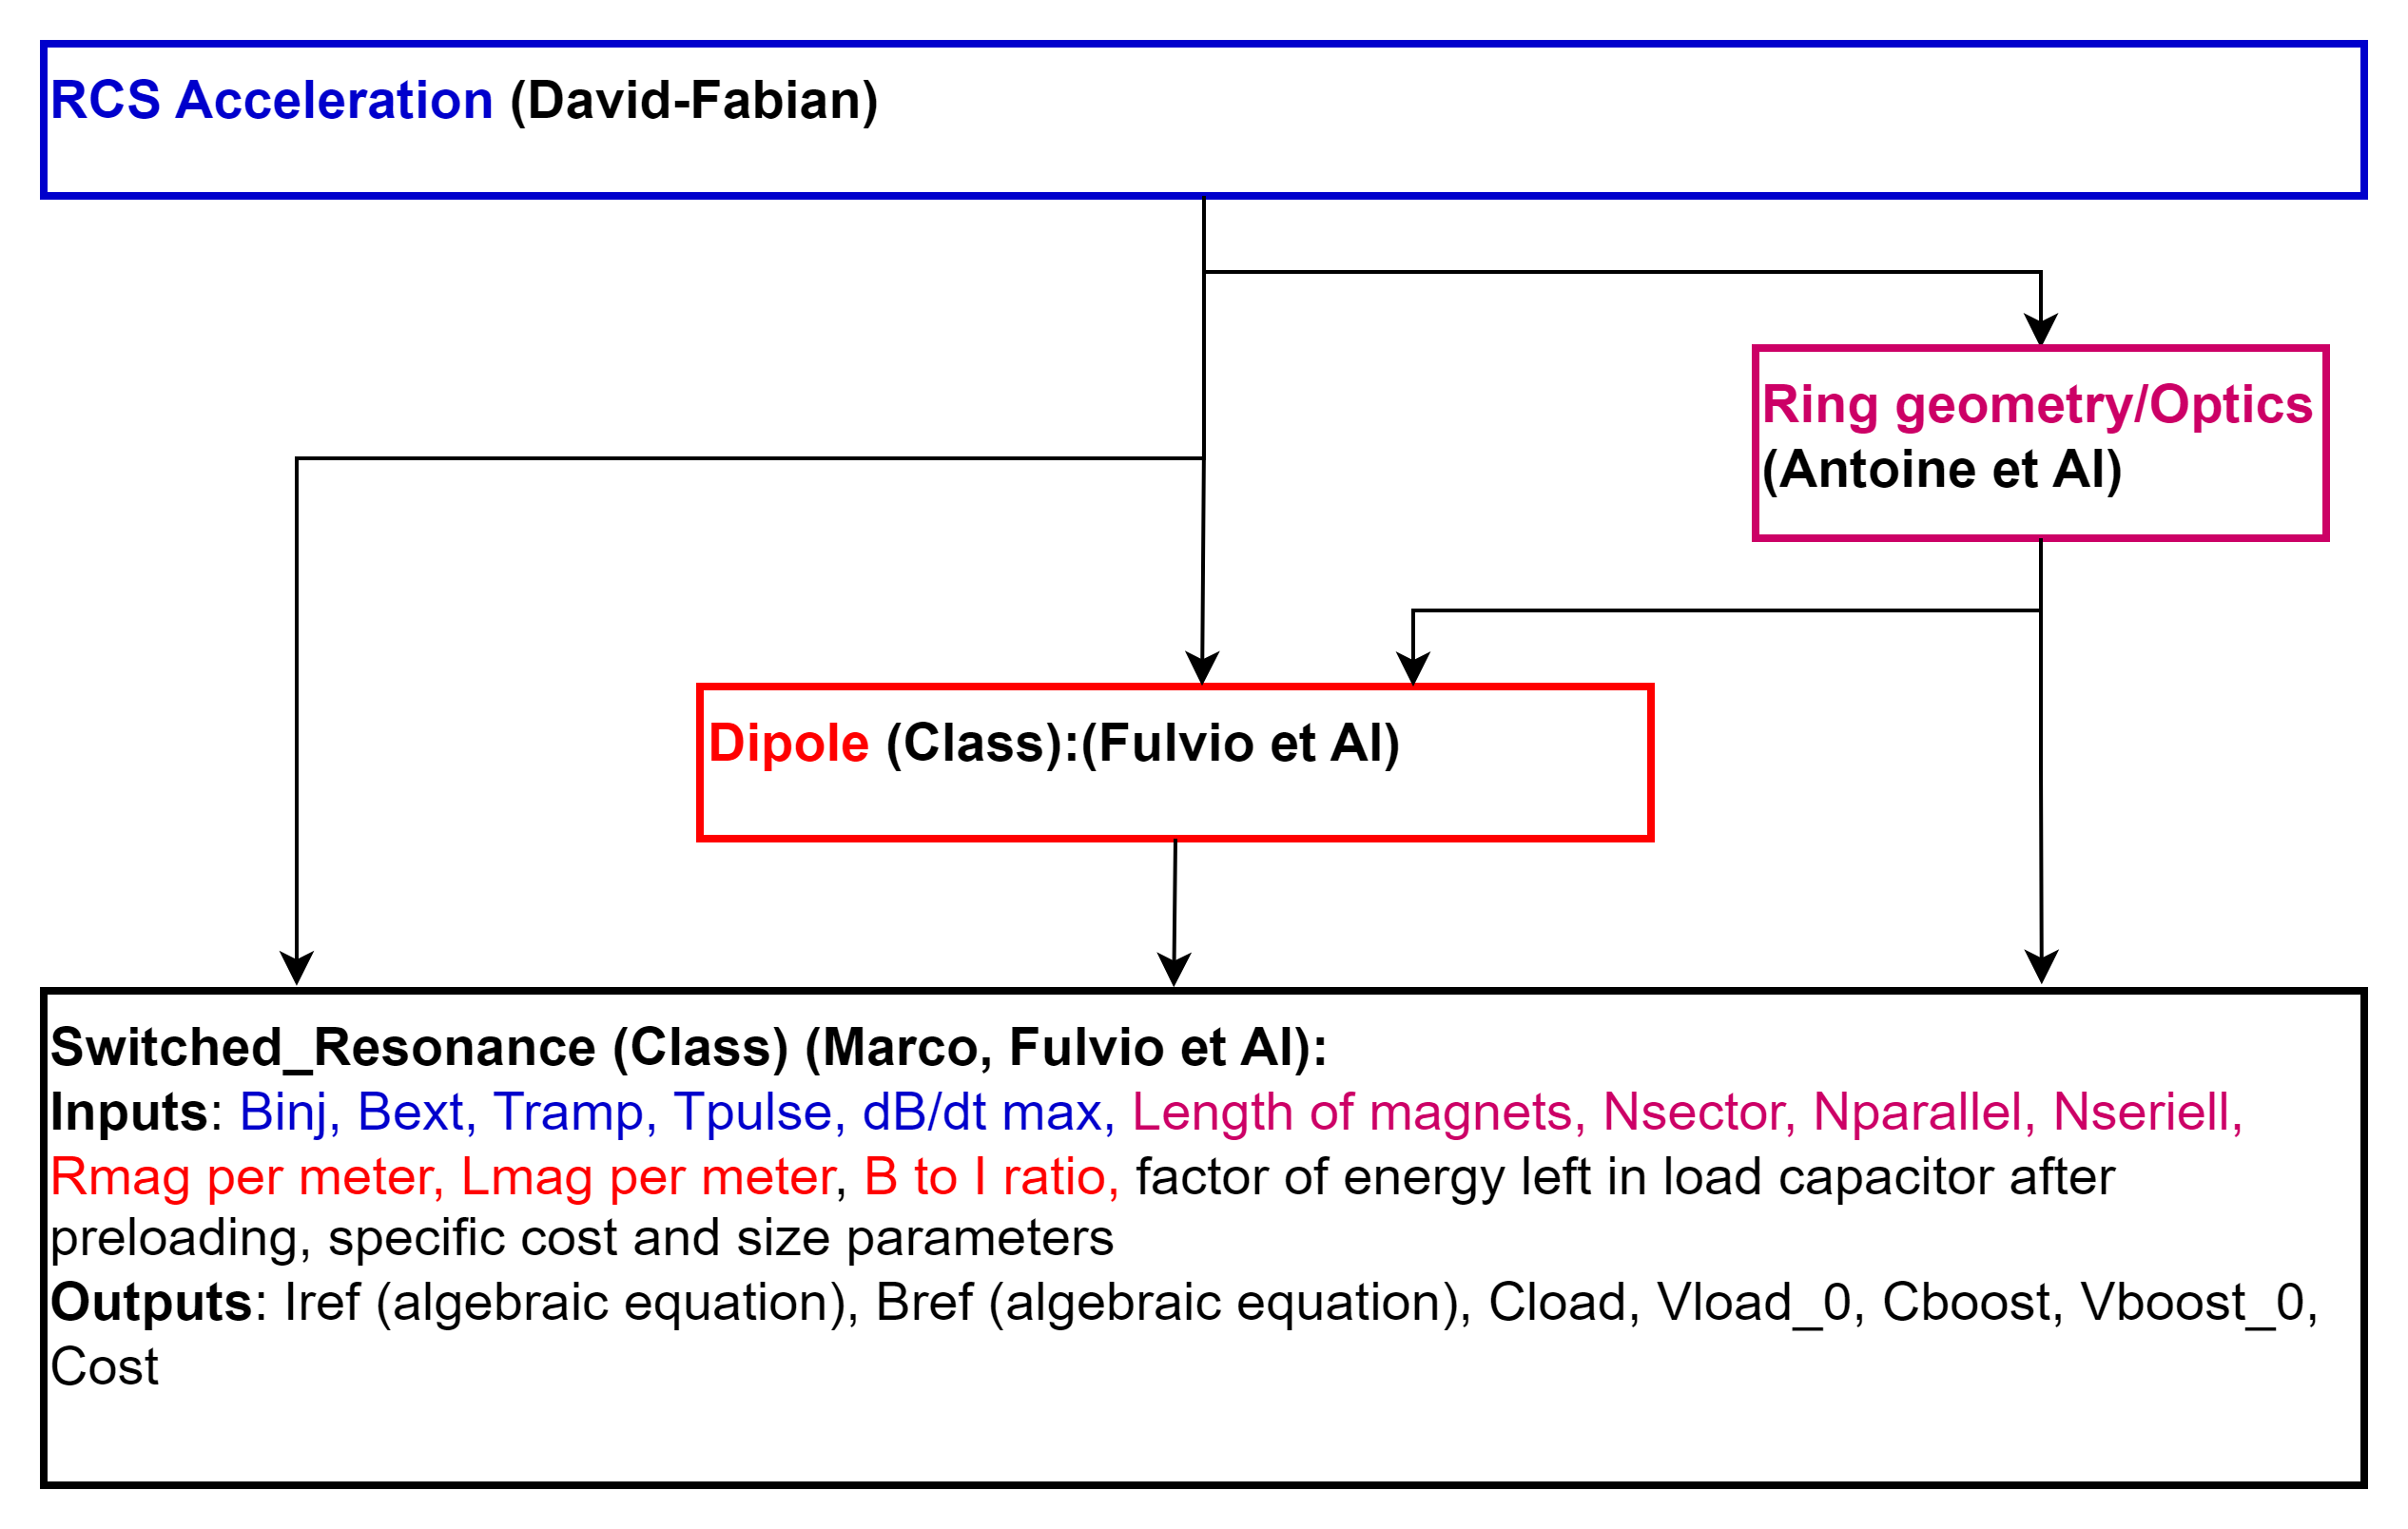 RCS Acceleration (David-Fabian)
Ring geometry/Optics
(Antoine et Al)
Dipole (Class):(Fulvio et Al)
Switched_Resonance (Class) (Marco, Fulvio et Al):
Inputs: Binj, Bext, Tramp, Tpulse, dB/dt max, Length of magnets, Nsector, Nparallel, Nseriell,
Rmag per meter, Lmag per meter, B to I ratio, factor of energy left in load capacitor after
preloading, specific cost and size parameters
Outputs: Iref (algebraic equation), Bref (algebraic equation), Cload, Vload_0, Cboost, Vboost_0,
Cost